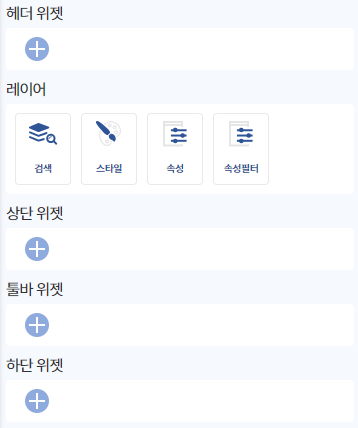 헤더 위젯
레이어
검색
스타일
속성
속성필터
상단 위젯
툴바 위젯
하단 위젯